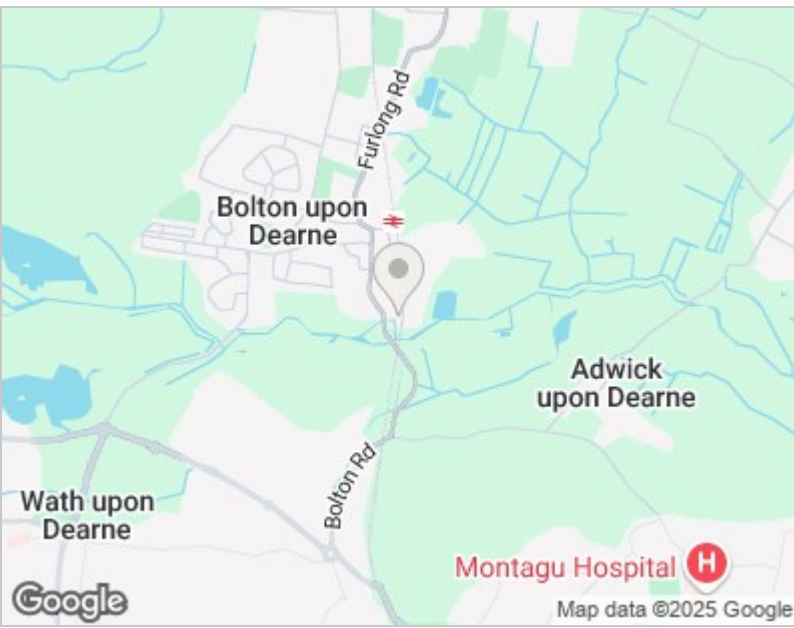 Furlong Rd
Bolton upon
Dearne
Adwick
upon Dearne
Bolton Rd
Wath upon
Dearne
Montagu Hospital
H
Google
Map data ©2025 Google